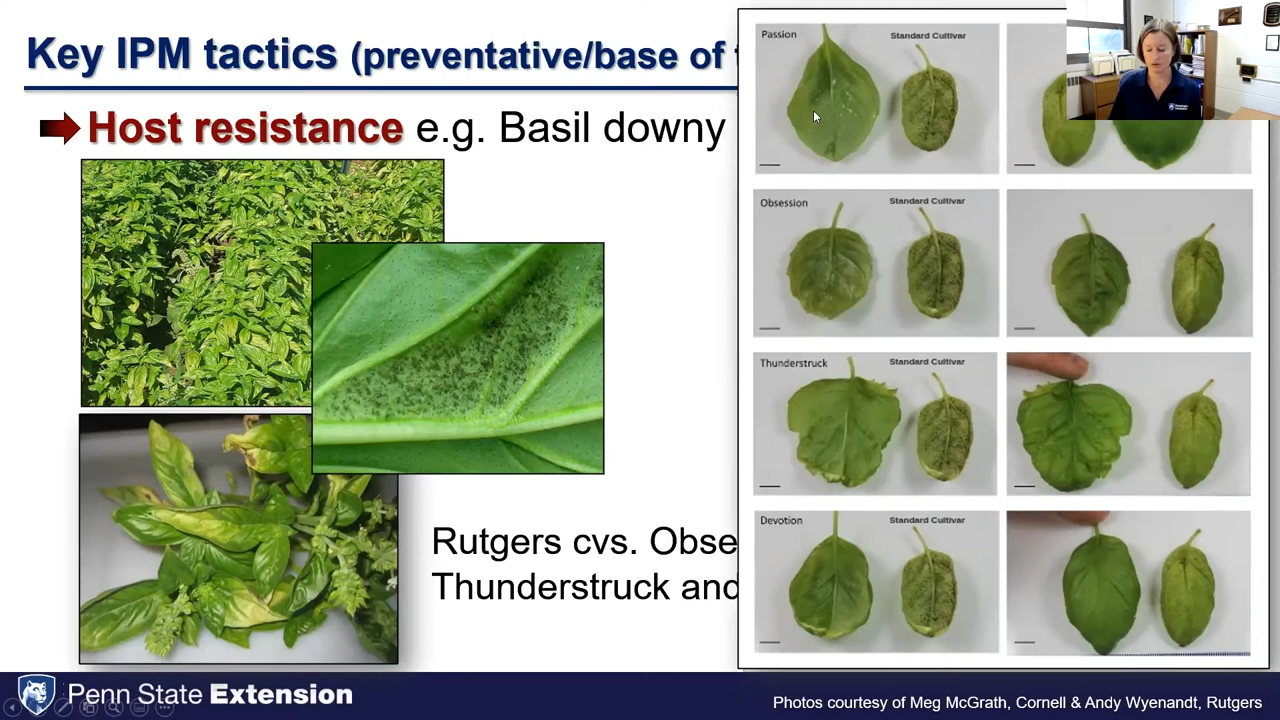 Key IPM tactics (preventative/base of
Host resistance e.g. Basil downy
Passion
Standard Cultivar
Obsession
Standard Cultivar
Thunderstruck
Standard Cultivar
Devotion
Standard Cultivar
Rutgers cvs. Obse
Thunderstruck and
Penn State Extension
Photos courtesy of Meg McGrath, Cornell & Andy Wyenandt, Rutgers